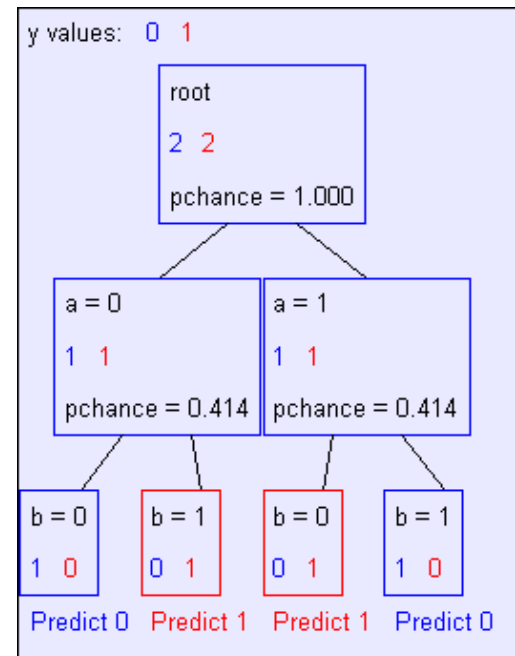 y values: 0 1
root
2 2
pchance = 1.000
a = 0
1 1
pchance = 0.414
a = 1
1 1
pchance = 0.414
b = 0
1 0
Predict 0
b = 1
0 1
Predict 1
b = 0
0 1
Predict 1
b = 1
1 0
Predict 0